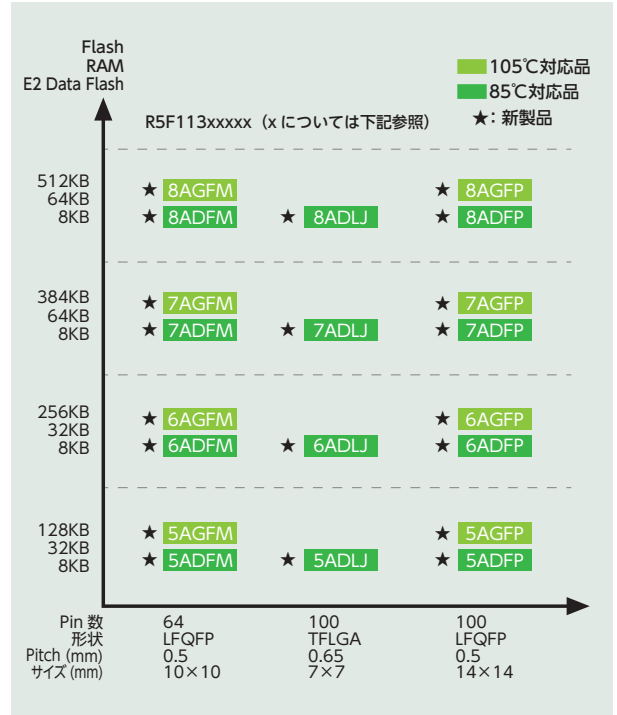 Flash
RAM
E2 Data Flash
105℃対応品
85℃対応品
★：新製品
R5F113xxxxx（x については下記参照）
512KB
64KB
8KB
★ 8AGFM ★ 8AGFP
★ 8ADFM ★ 8ADLJ ★ 8ADFP
384KB
64KB
8KB
★ 7AGFM ★ 7AGFP
★ 7ADFM ★ 7ADLJ ★ 7ADFP
256KB
32KB
8KB
★ 6AGFM ★ 6AGFP
★ 6ADFM ★ 6ADLJ ★ 6ADFP
128KB
32KB
8KB
★ 5AGFM ★ 5AGFP
★ 5ADFM ★ 5ADLJ ★ 5ADFP
Pin 数 64 100 100
形状 LFQFP TFLGA LFQFP
Pitch (mm) 0.5 0.65 0.5
サイズ (mm) 10×10 7×7 14×14